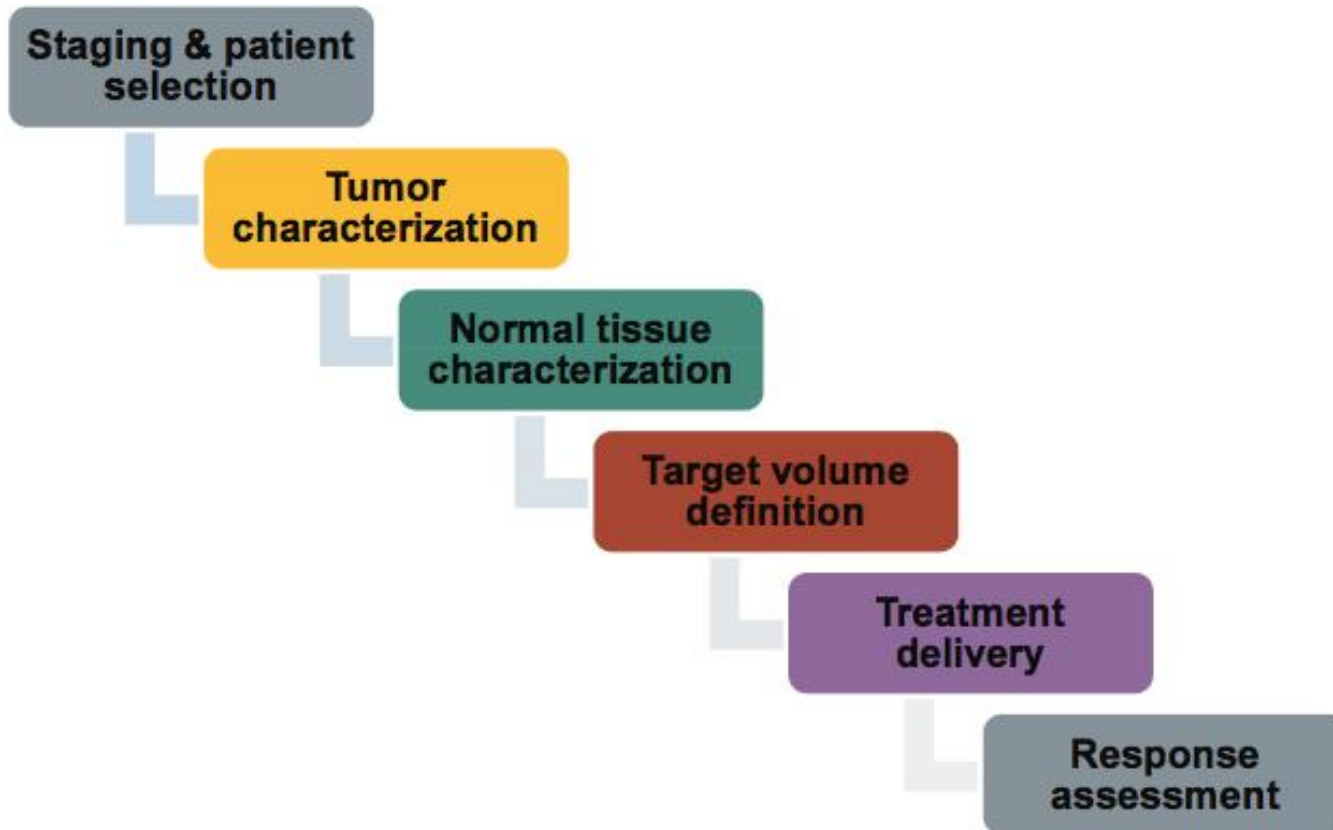 Staging & patient
selection
Tumor
characterization
Normal tissue
characterization
Target volume
definition
Treatment
delivery
Response
assessment